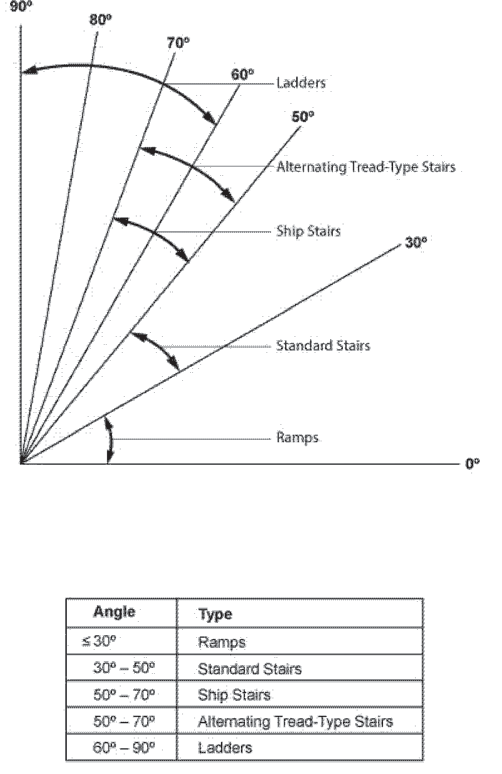 90º
80º
70º
60º
Ladders
50º
Alternating Tread-Type Stairs
Ship Stairs
30º
Standard Stairs
Ramps
0º
Angle Type
≤ 30º Ramps
30º – 50º Standard Stairs
50º – 70º Ship Stairs
50º – 70º Alternating Tread-Type Stairs
60º – 90º Ladders